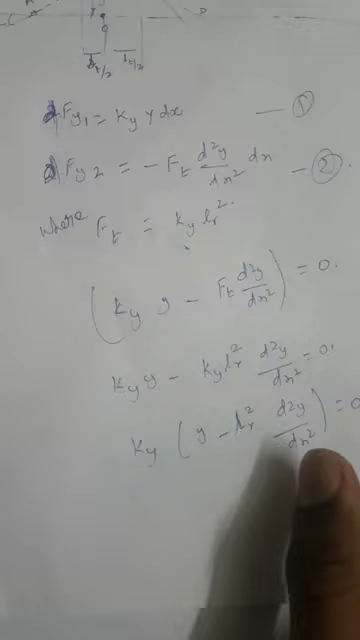 dFy₁ = Ky y dx — ①
dFy2 = - Ft d²y/dx² dx — ②.
where Ft = Ky lr².
(Ky y - Ft d²y/dx²) = 0.
Ky y - Ky lr² d²y/dx² = 0.
Ky (y - lr² d²y/dx²) = 0